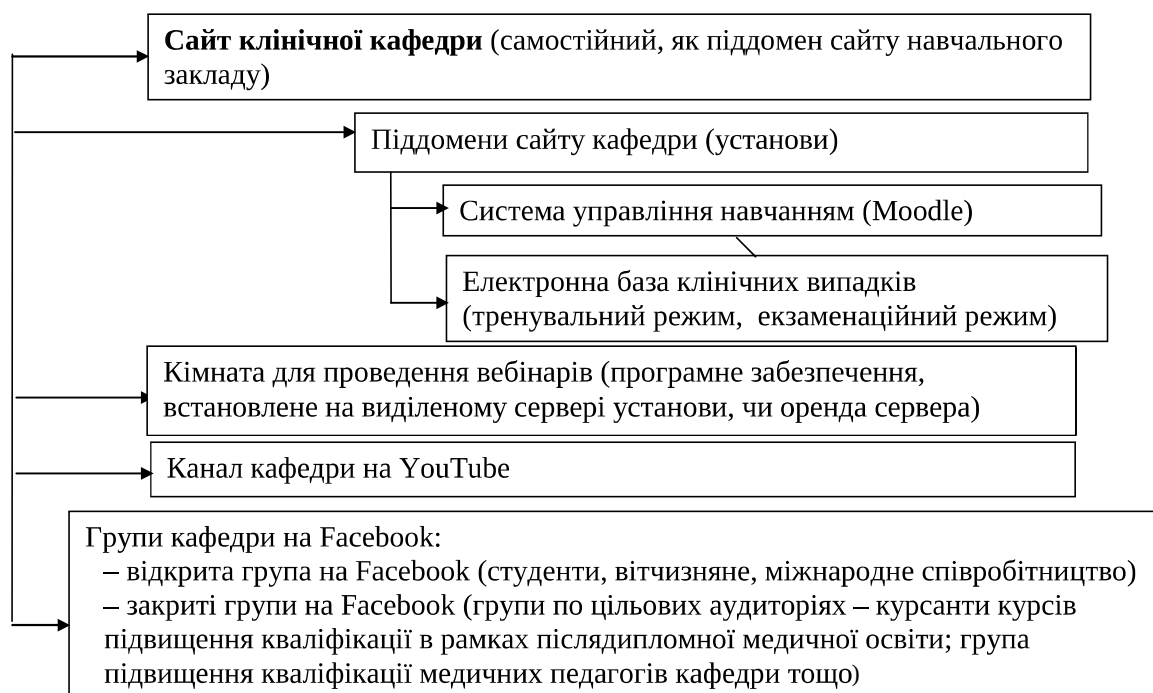 Сайт клінічної кафедри (самостійний, як піддомен сайту навчального
закладу)
Піддомени сайту кафедри (установи)
Система управління навчанням (Moodle)
Електронна база клінічних випадків
(тренувальний режим,  екзаменаційний режим)
Кімната для проведення вебінарів (програмне забезпечення,
встановлене на виділеному сервері установи, чи оренда сервера)
Канал кафедри на YouTube
Групи кафедри на Facebook:
– відкрита група на Facebook (студенти, вітчизняне, міжнародне співробітництво)
– закриті групи на Facebook (групи по цільових аудиторіях – курсанти курсів
підвищення кваліфікації в рамках післядипломної медичної освіти; група
підвищення кваліфікації медичних педагогів кафедри тощо)